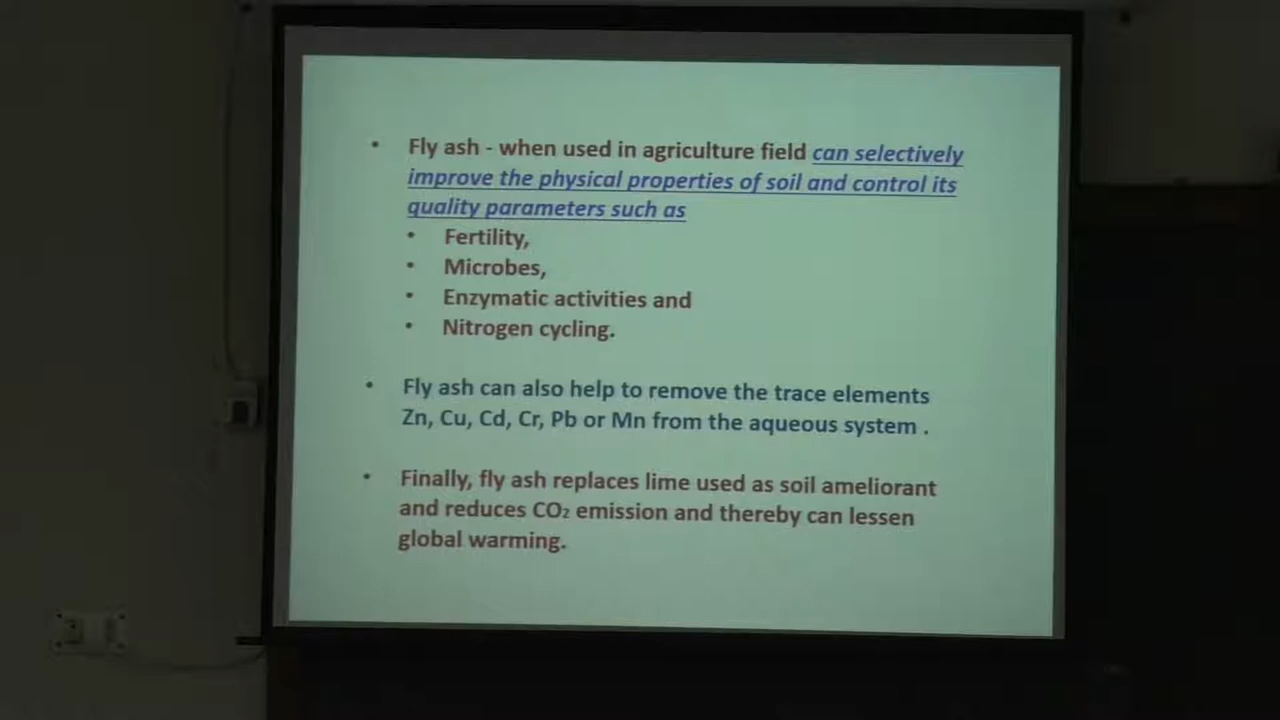 • Fly ash - when used in agriculture field can selectively
improve the physical properties of soil and control its
quality parameters such as
• Fertility,
• Microbes,
• Enzymatic activities and
• Nitrogen cycling.
• Fly ash can also help to remove the trace elements
Zn, Cu, Cd, Cr, Pb or Mn from the aqueous system .
• Finally, fly ash replaces lime used as soil ameliorant
and reduces CO₂ emission and thereby can lessen
global warming.